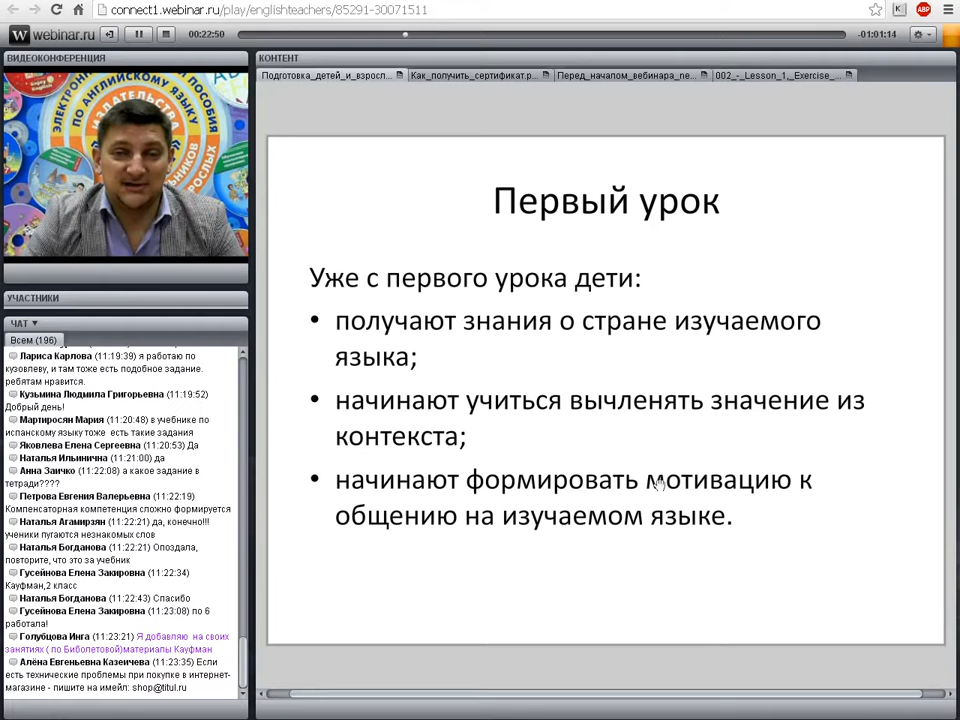 connect1.webinar.ru/play/englishteachers/85291-30071511
webinar.ru
00:22:50
-01:01:14
ВИДЕОКОНФЕРЕНЦИЯ
ЭЛЕКТРОННЫЕ
ПОСОБИЯ
ПО АНГЛИЙСКОМУ ЯЗЫКУ
ИЗДАТЕЛЬСТВА
УЧАСТНИКИ
ЧАТ
Всем (196)
Лариса Карлова (11:19:39) я работаю по
кузовлеву, и там тоже есть подобное задание.
ребятам нравится.
Кузьмина Людмила Григорьевна (11:19:52)
Добрый день!
Мартиросян Мария (11:20:48) в учебнике по
испанскому языку тоже есть такие задания
Яковлева Елена Сергеевна (11:20:53) Да
Наталья Ильинична (11:21:00) да
Анна Заичко (11:22:08) а какое задание в
тетради????
Петрова Евгения Валерьевна (11:22:19)
Компенсаторная компетенция сложно формируется
Наталья Агамирзян (11:22:21) да, конечно!!!
ученики пугаются незнакомых слов
Наталья Богданова (11:22:21) Опоздала,
повторите, что это за учебник
Гусейнова Елена Закировна (11:22:34)
Кауфман,2 класс
Наталья Богданова (11:22:43) Спасибо
Гусейнова Елена Закировна (11:23:08) по 6
работала!
Голубцова Инга (11:23:21) Я добавляю на своих
занятиях ( по Биболетовой)материалы Кауфман
Алёна Евгеньевна Казеичева (11:23:35) Если
есть технические проблемы при покупке в интернет-
магазине - пишите на имейл: shop@titul.ru
КОНТЕНТ
Подготовка_детей_и_взросл...
Как_получить_сертификат.p...
Перед_началом_вебинара_пе...
002_-_Lesson_1,_Exercise_...
Первый урок
Уже с первого урока дети:
• получают знания о стране изучаемого
языка;
• начинают учиться вычленять значение из
контекста;
• начинают формировать мотивацию к
общению на изучаемом языке.